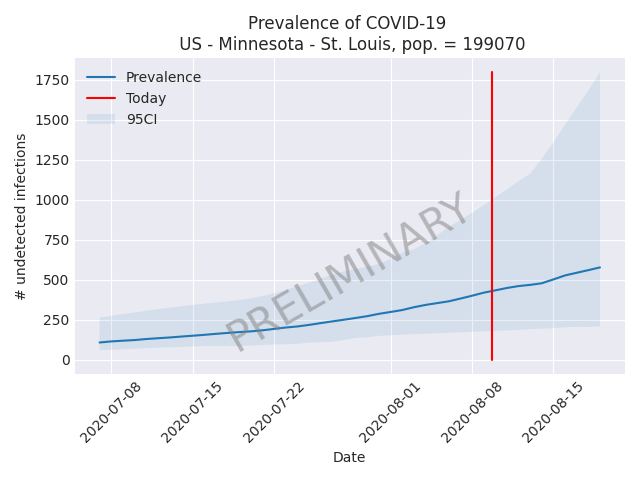 Prevalence of COVID-19
US - Minnesota - St. Louis, pop. = 199070
Prevalence
Today
95CI
1750
1500
1250
1000
750
500
250
0
# undetected infections
PRELIMINARY
2020-07-08
2020-07-15
2020-07-22
2020-08-01
2020-08-08
2020-08-15
Date